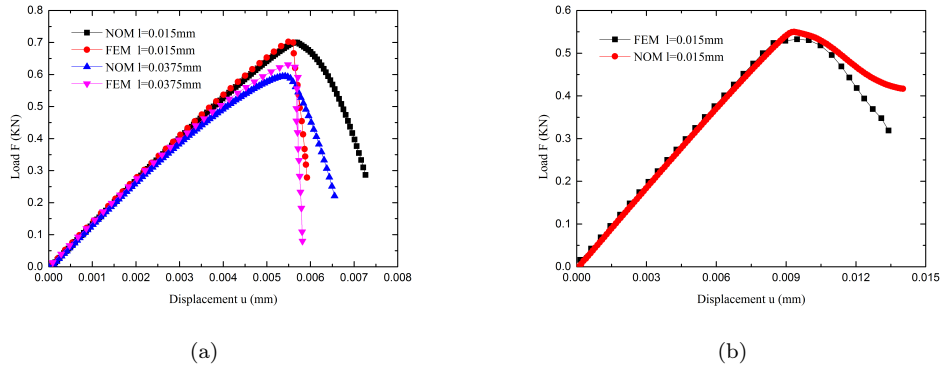 (a)
NOM l=0.015mm
FEM l=0.015mm
NOM l=0.0375mm
FEM l=0.0375mm
Load F (KN)
0.8
0.7
0.6
0.5
0.4
0.3
0.2
0.1
0.0
0.000 0.001 0.002 0.003 0.004 0.005 0.006 0.007 0.008
Displacement u (mm)
(a)
(b)
FEM l=0.015mm
NOM l=0.015mm
Load F (KN)
0.6
0.5
0.4
0.3
0.2
0.1
0.0
0.000 0.003 0.006 0.009 0.012 0.015
Displacement u (mm)
(b)